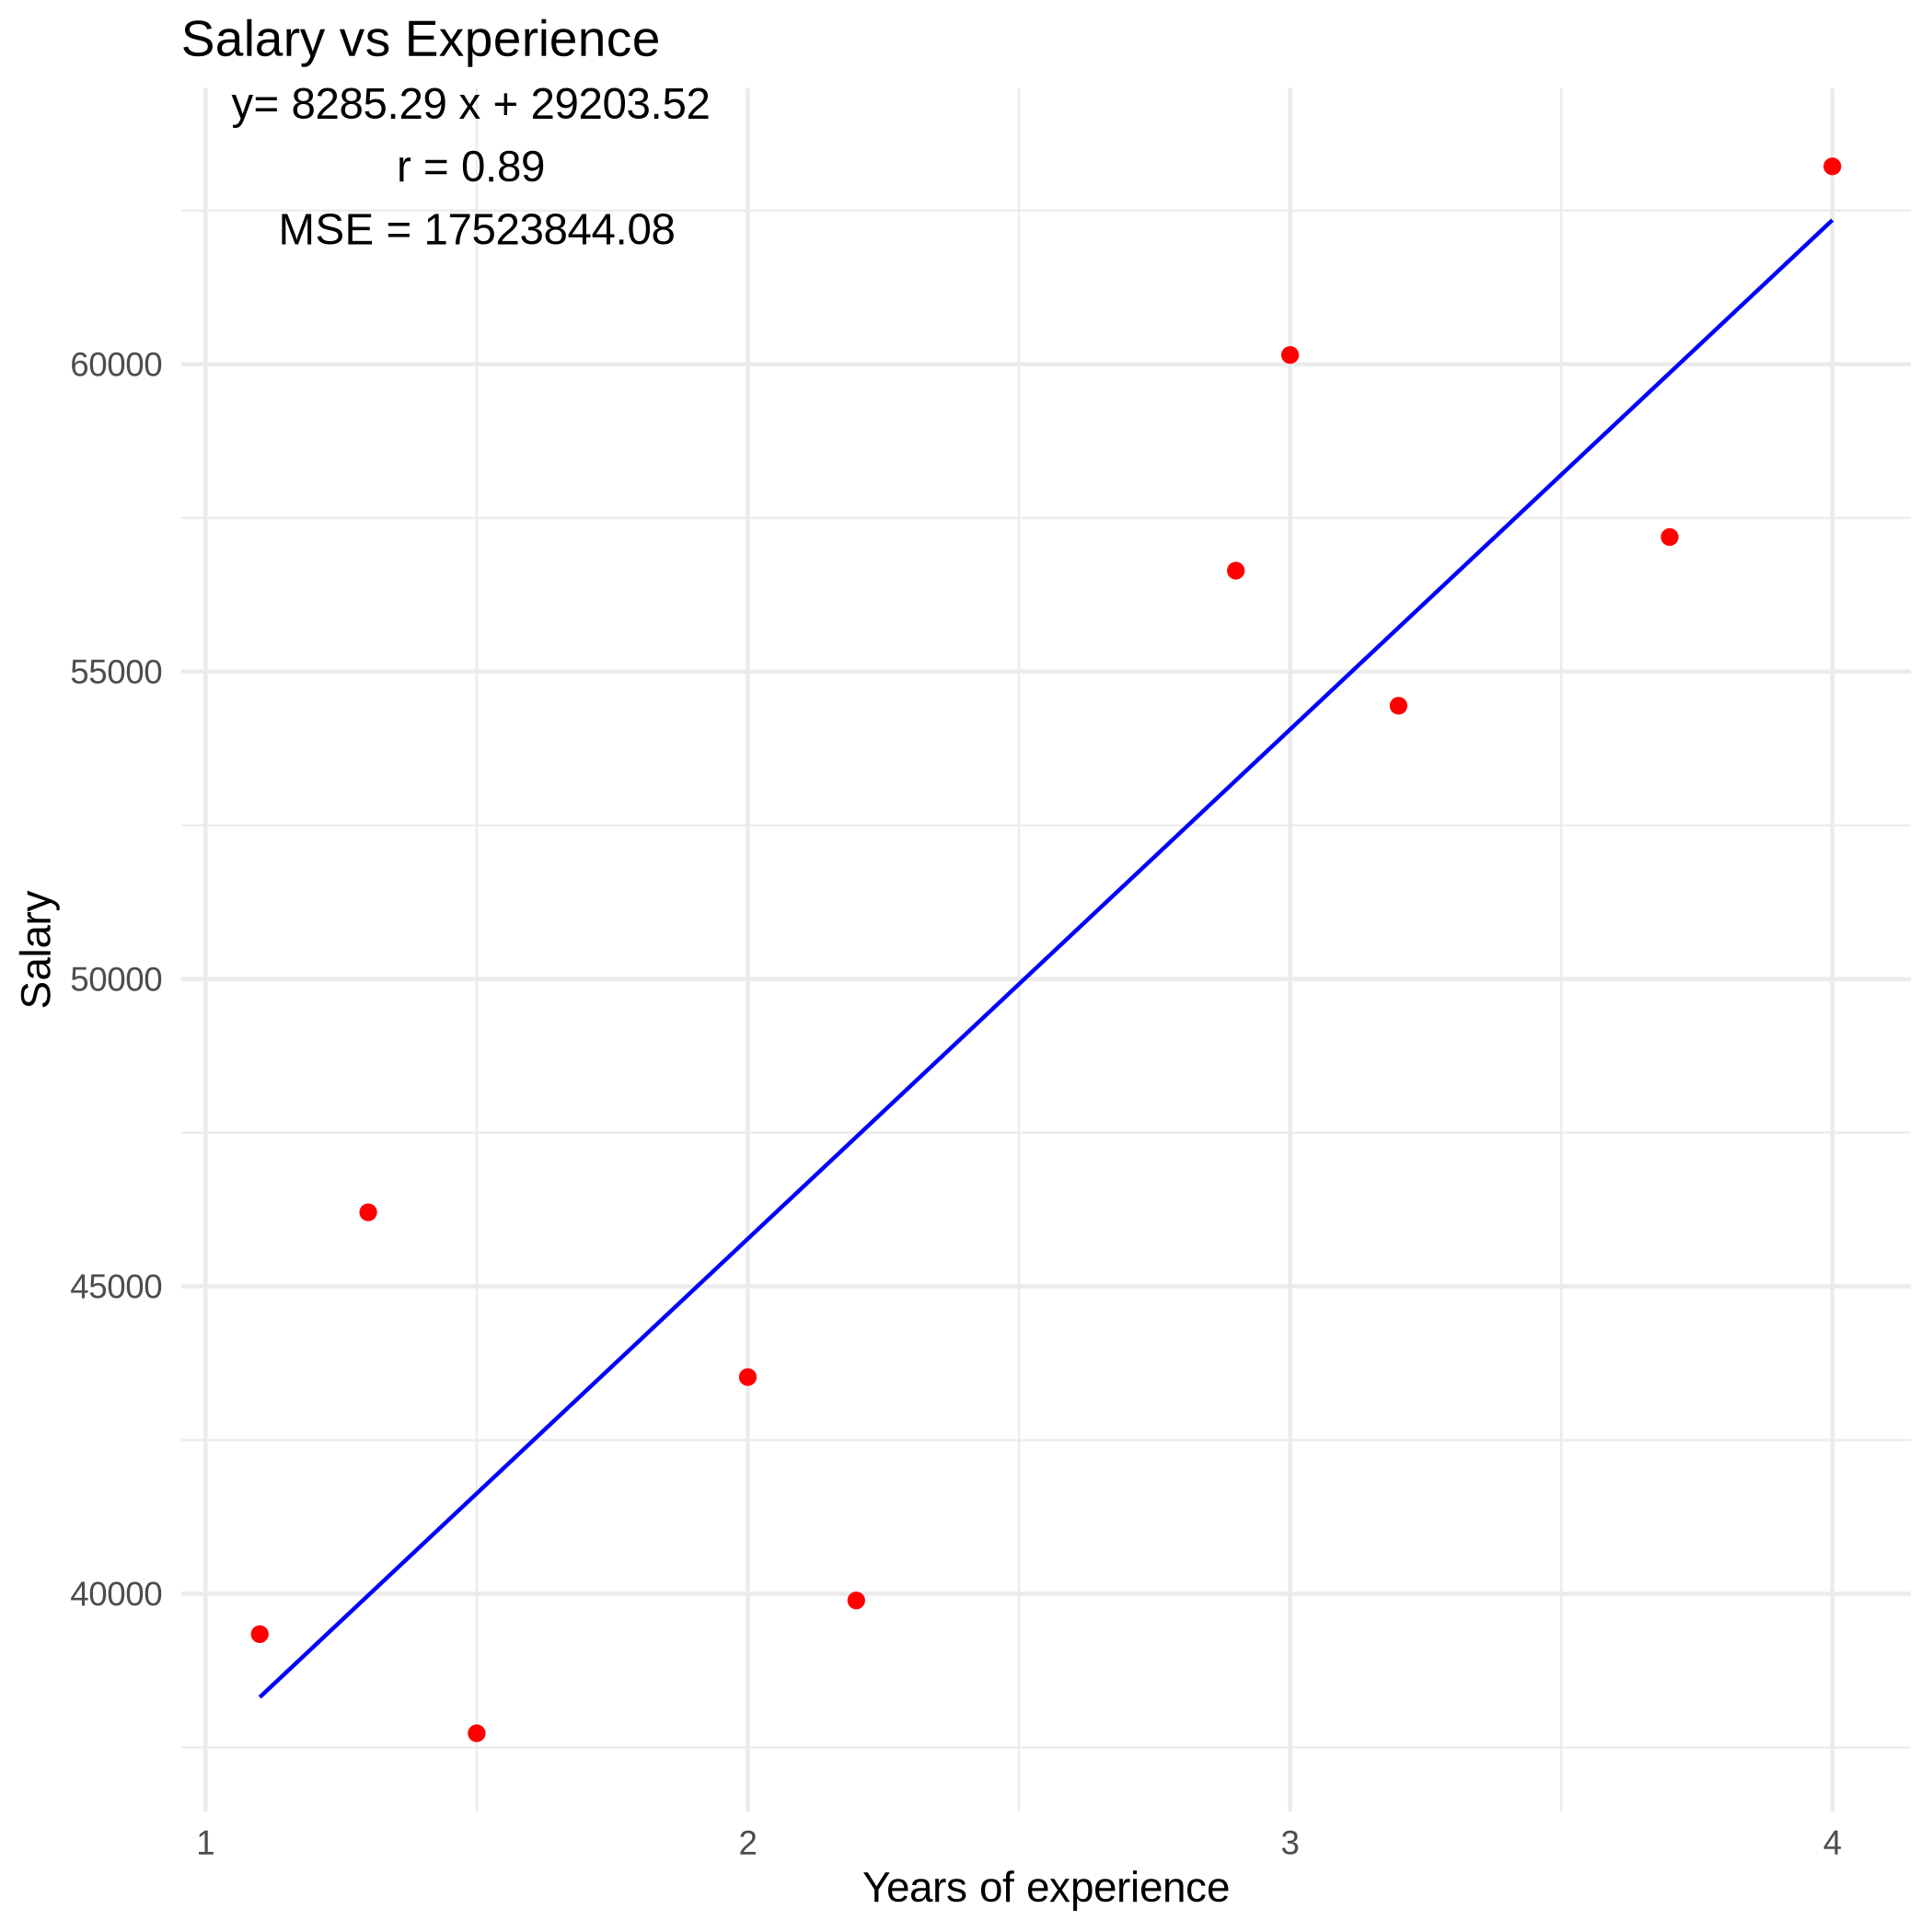 Salary vs Experience
y= 8285.29 x + 29203.52
r = 0.89
MSE = 17523844.08
60000
55000
50000
45000
40000
Salary
1 2 3 4
Years of experience